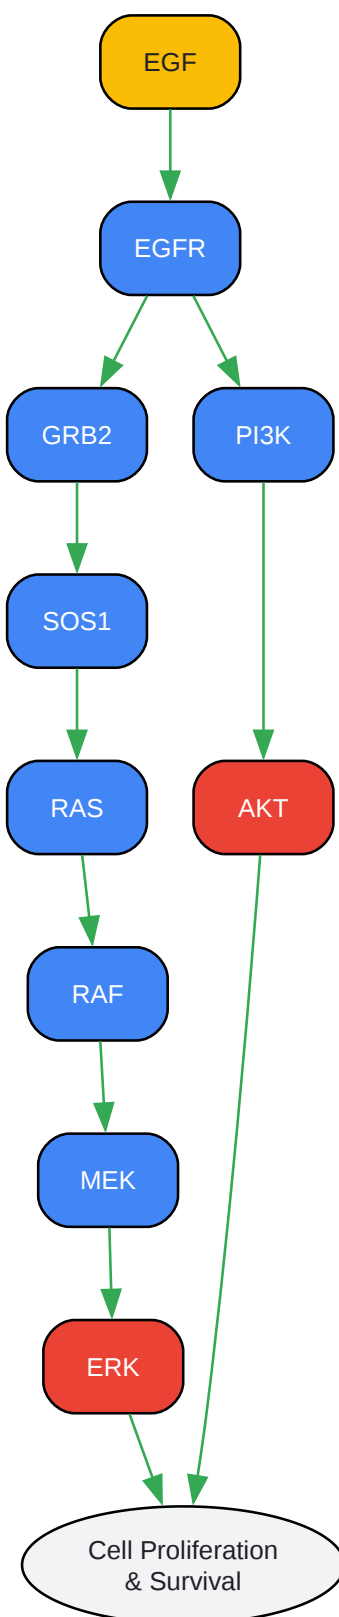 EGF
EGFR
GRB2
PI3K
SOS1
RAS
AKT
RAF
MEK
ERK
Cell Proliferation
& Survival